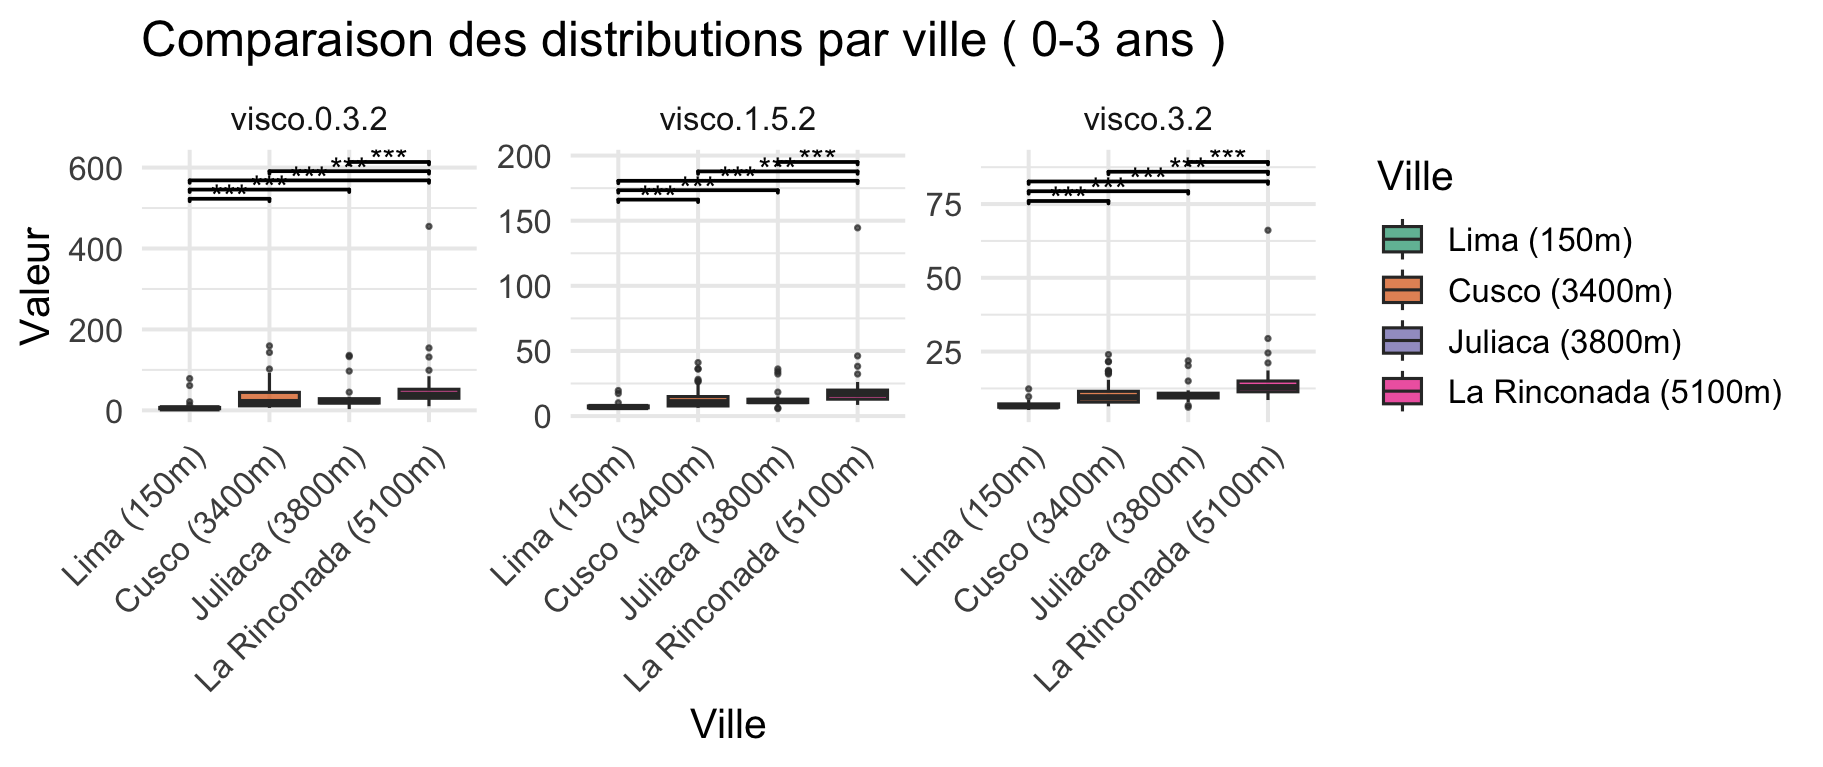 Comparaison des distributions par ville ( 0-3 ans )
visco.0.3.2
visco.1.5.2
visco.3.2
Valeur
600
400
200
0
***
***
***
***
***
200
150
100
50
0
***
***
***
***
***
75
50
25
***
***
***
***
***
Lima (150m)
Cusco (3400m)
Juliaca (3800m)
La Rinconada (5100m)
Lima (150m)
Cusco (3400m)
Juliaca (3800m)
La Rinconada (5100m)
Lima (150m)
Cusco (3400m)
Juliaca (3800m)
La Rinconada (5100m)
Ville
Ville
Lima (150m)
Cusco (3400m)
Juliaca (3800m)
La Rinconada (5100m)